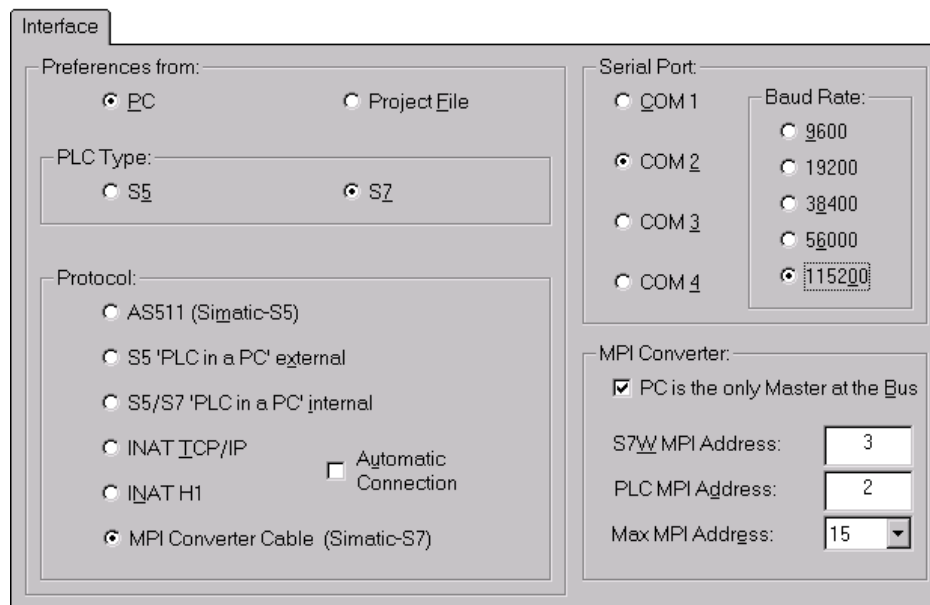 Interface
Preferences from:
PC
Project File
PLC Type:
S5
S7
Protocol:
AS511 (Simatic-S5)
S5 'PLC in a PC' external
S5/S7 'PLC in a PC' internal
INAT TCP/IP
Automatic
Connection
INAT H1
MPI Converter Cable (Simatic-S7)
Serial Port:
COM 1
COM 2
COM 3
COM 4
Baud Rate:
9600
19200
38400
56000
115200
MPI Converter:
PC is the only Master at the Bus
S7W MPI Address: 3
PLC MPI Address: 2
Max MPI Address: 15